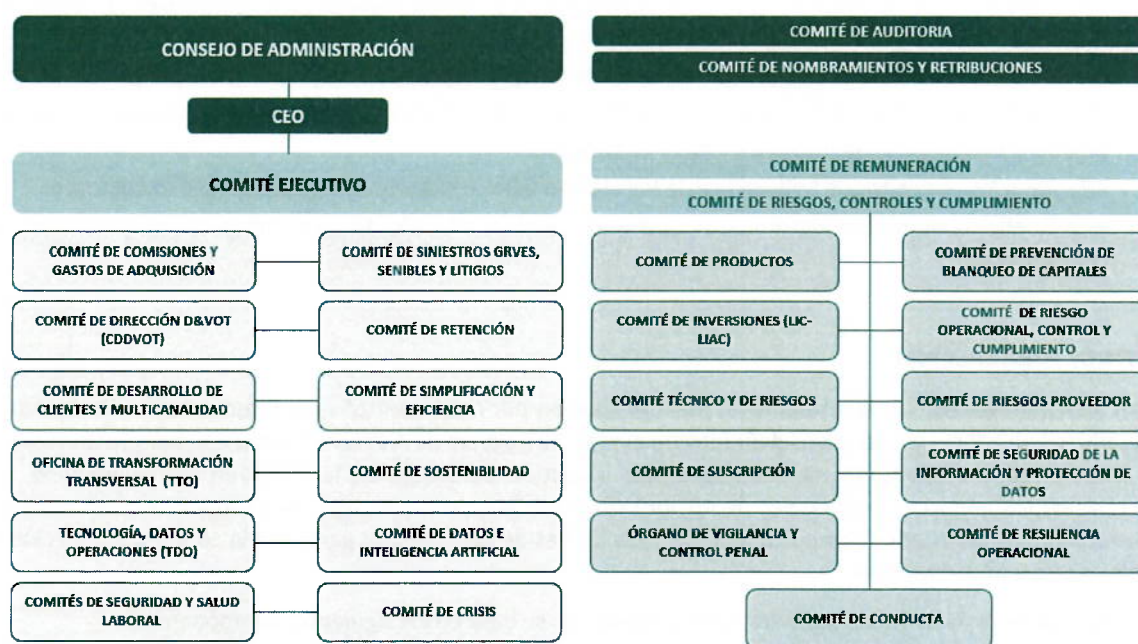 CONSEJO DE ADMINISTRACIÓN
CEO
COMITÉ EJECUTIVO
COMITÉ DE COMISIONES Y
GASTOS DE ADQUISICIÓN
COMITÉ DE SINIESTROS GRVES,
SENIBLES Y LITIGIOS
COMITÉ DE DIRECCIÓN D&VOT
(CDDVOT)
COMITÉ DE RETENCIÓN
COMITÉ DE DESARROLLO DE
CLIENTES Y MULTICANALIDAD
COMITÉ DE SIMPLIFICACIÓN Y
EFICIENCIA
OFICINA DE TRANSFORMACIÓN
TRANSVERSAL (TTO)
COMITÉ DE SOSTENIBILIDAD
TECNOLOGÍA, DATOS Y
OPERACIONES (TDO)
COMITÉ DE DATOS E
INTELIGENCIA ARTIFICIAL
COMITÉS DE SEGURIDAD Y SALUD
LABORAL
COMITÉ DE CRISIS
COMITÉ DE AUDITORIA
COMITÉ DE NOMBRAMIENTOS Y RETRIBUCIONES
COMITÉ DE REMUNERACIÓN
COMITÉ DE RIESGOS, CONTROLES Y CUMPLIMIENTO
COMITÉ DE PRODUCTOS
COMITÉ DE PREVENCIÓN DE
BLANQUEO DE CAPITALES
COMITÉ DE INVERSIONES (LIC-
LIAC)
COMITÉ DE RIESGO
OPERACIONAL, CONTROL Y
CUMPLIMIENTO
COMITÉ TÉCNICO Y DE RIESGOS
COMITÉ DE RIESGOS PROVEEDOR
COMITÉ DE SUSCRIPCIÓN
COMITÉ DE SEGURIDAD DE LA
INFORMACIÓN Y PROTECCIÓN DE
DATOS
ÓRGANO DE VIGILANCIA Y
CONTROL PENAL
COMITÉ DE RESILIENCIA
OPERACIONAL
COMITÉ DE CONDUCTA